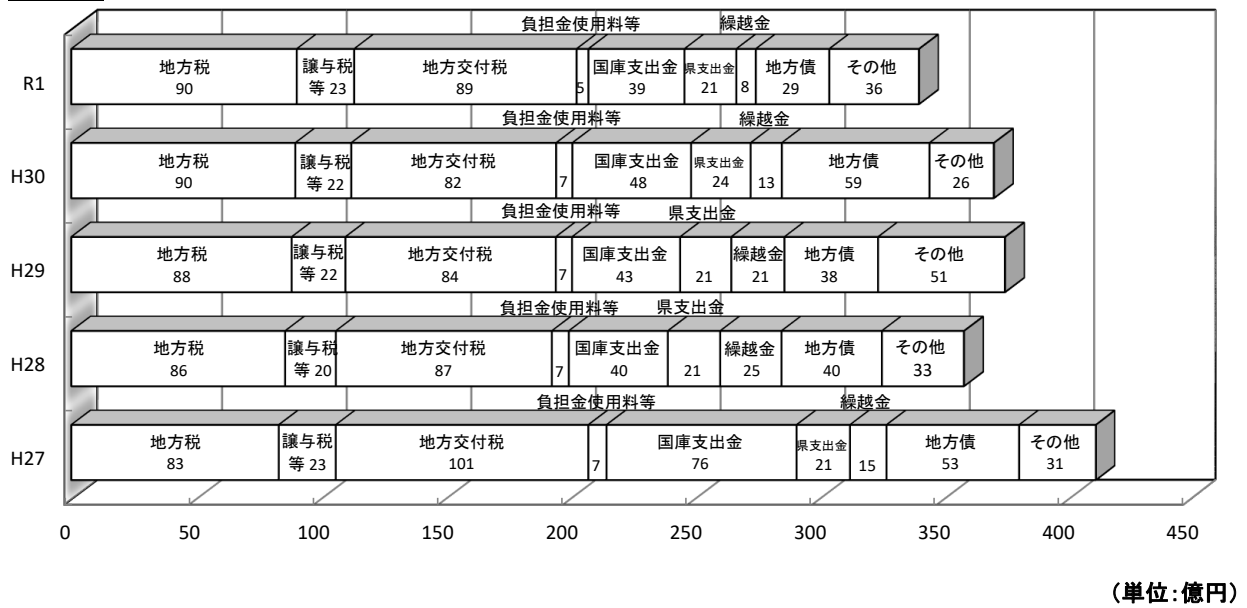 負担金使用料等 繰越金
R1 地方税 譲与税 地方交付税 国庫支出金 県支出金 地方債 その他
90 等 23 89 5 39 21 8 29 36
負担金使用料等 繰越金
H30 地方税 譲与税 地方交付税 国庫支出金 県支出金 地方債 その他
90 等 22 82 7 48 24 13 59 26
負担金使用料等 県支出金
H29 地方税 譲与税 地方交付税 国庫支出金 繰越金 地方債 その他
88 等 22 84 7 43 21 21 38 51
負担金使用料等 県支出金
H28 地方税 譲与税 地方交付税 国庫支出金 繰越金 地方債 その他
86 等 20 87 7 40 21 25 40 33
負担金使用料等 繰越金
H27 地方税 譲与税 地方交付税 国庫支出金 県支出金 地方債 その他
83 等 23 101 7 76 21 15 53 31
0 50 100 150 200 250 300 350 400 450
(単位:億円)